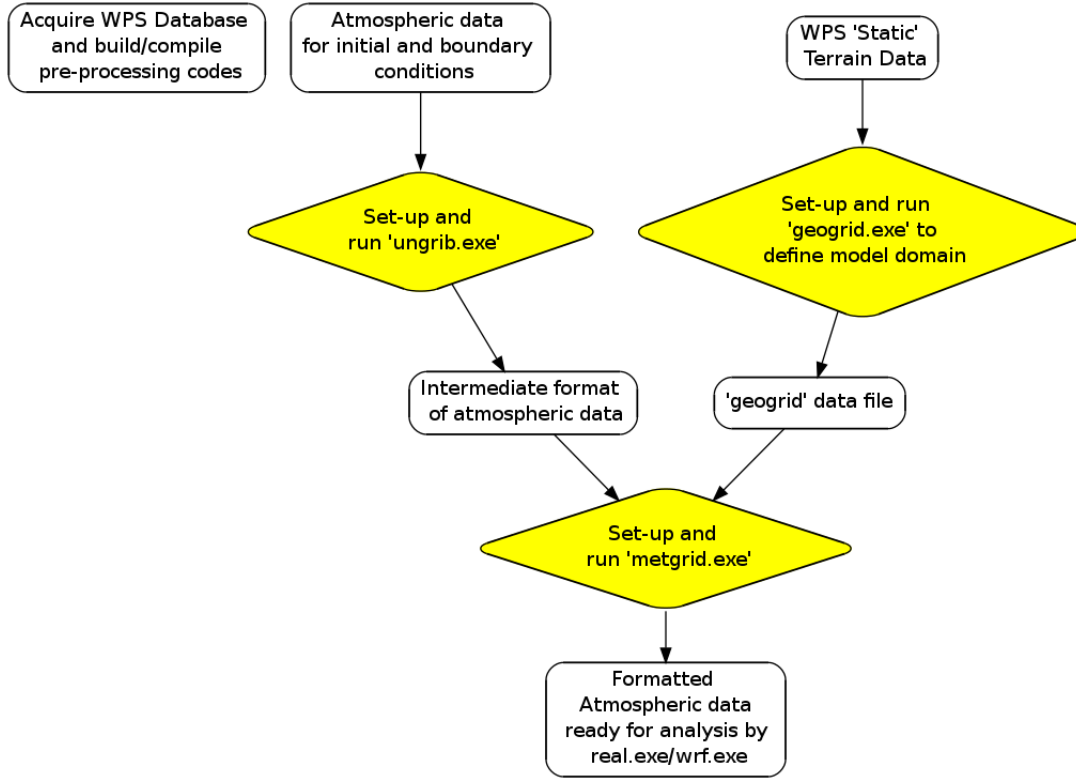 Acquire WPS Database
and build/compile
pre-processing codes
Atmospheric data
for initial and boundary
conditions
WPS 'Static'
Terrain Data
Set-up and
run 'ungrib.exe'
Set-up and run
'geogrid.exe' to
define model domain
Intermediate format
of atmospheric data
'geogrid' data file
Set-up and
run 'metgrid.exe'
Formatted
Atmospheric data
ready for analysis by
real.exe/wrf.exe